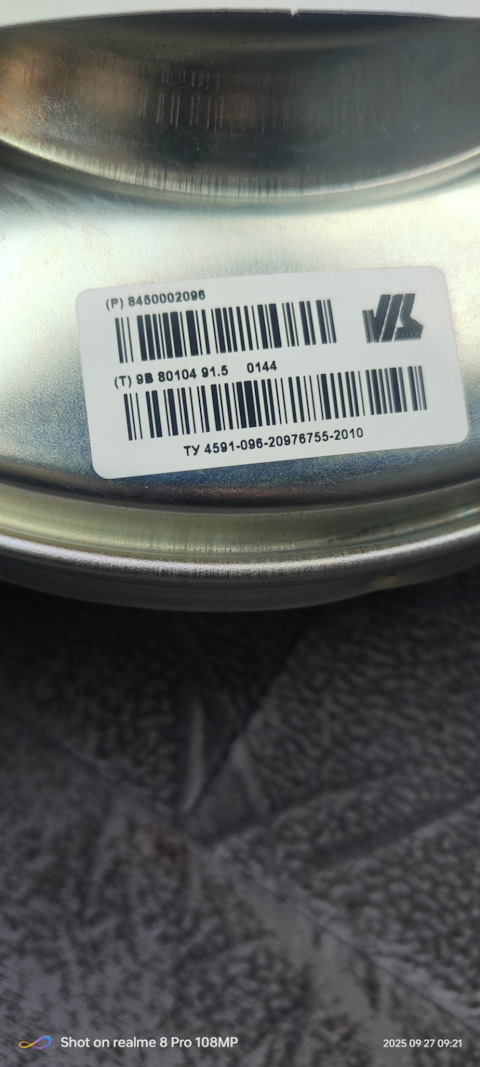 (P) 8450002096
(T) 9B 80104 91.5 0144
ТУ 4591-096-20976755-2010
Shot on realme 8 Pro 108MP
2025 09 27 09:21